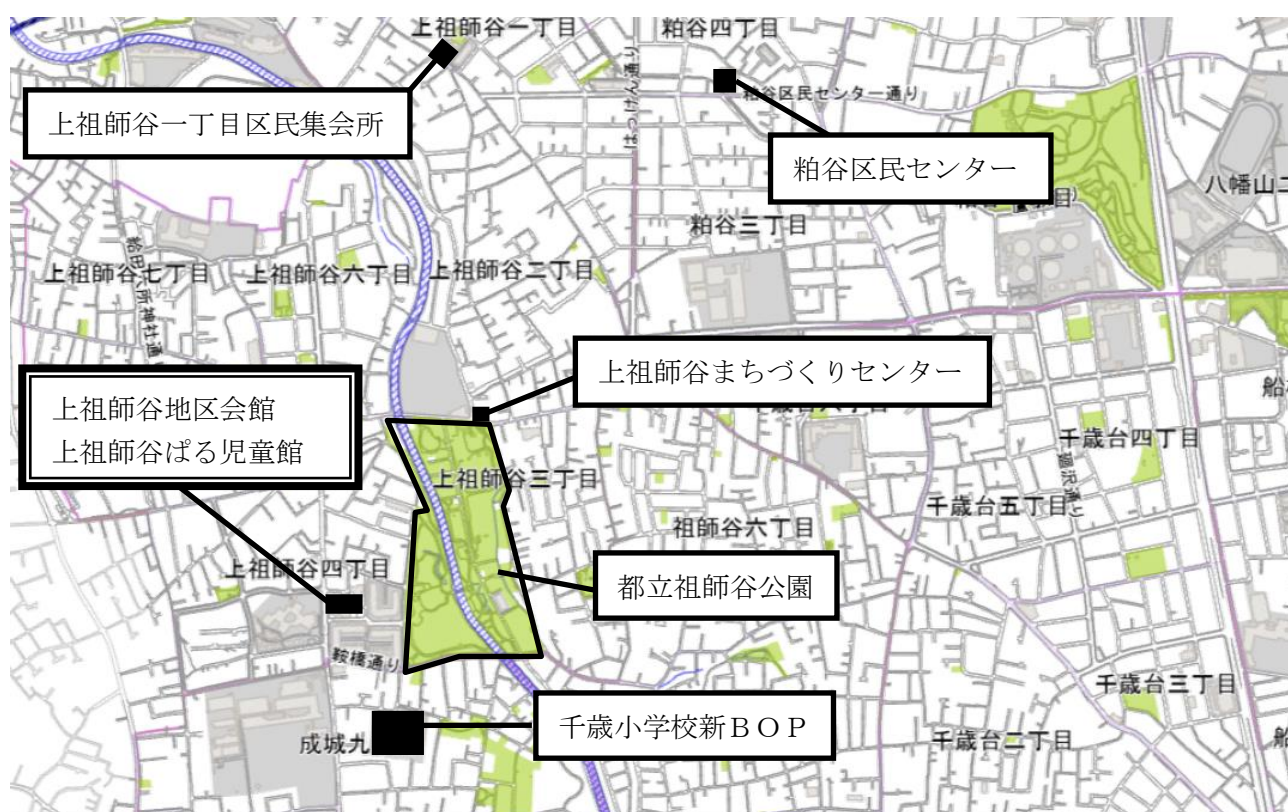 上祖師谷一丁目
粕谷四丁目
粕谷区民センター通り
上祖師谷一丁目区民集会所
粕谷区民センター
八幡山二
粕谷三丁目
上祖師谷七丁目
上祖師谷六丁目
上祖師谷二丁目
上祖師谷まちづくりセンター
上祖師谷地区会館
上祖師谷ぱる児童館
千歳台四丁目
上祖師谷三丁目
千歳台五丁目
祖師谷六丁目
上祖師谷四丁目
都立祖師谷公園
鞍橋通り
千歳台三丁目
千歳小学校新ＢＯＰ
成城九
千歳台二丁目